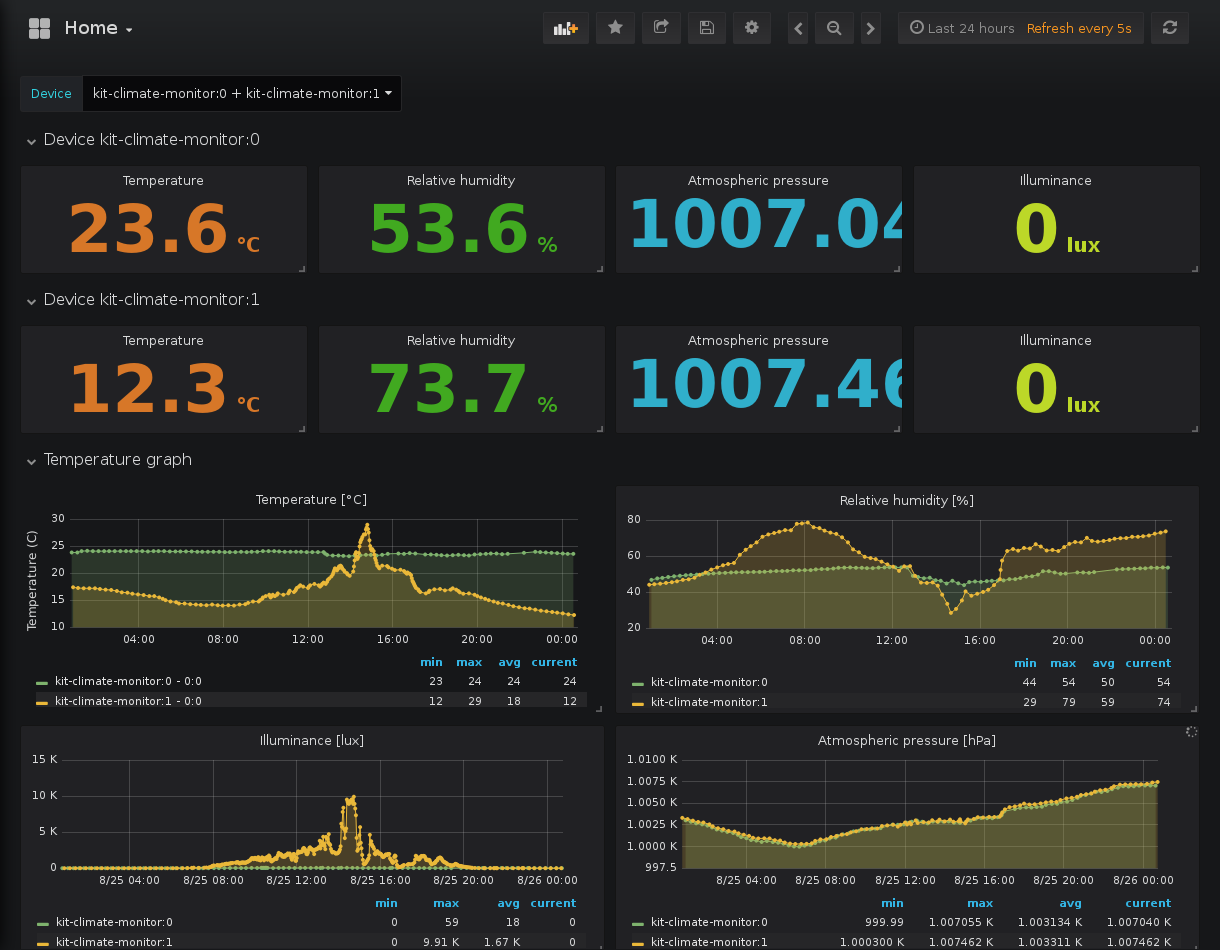 Home
Last 24 hours Refresh every 5s
Device kit-climate-monitor:0 + kit-climate-monitor:1
Device kit-climate-monitor:0
Temperature Relative humidity Atmospheric pressure Illuminance
23.6 °C 53.6 % 1007.04 0 lux
Device kit-climate-monitor:1
Temperature Relative humidity Atmospheric pressure Illuminance
12.3 °C 73.7 % 1007.46 0 lux
Temperature graph
Temperature [°C]
Temperature (C)
30
25
20
15
10
04:00 08:00 12:00 16:00 20:00 00:00
min max avg current
kit-climate-monitor:0 - 0:0 23 24 24 24
kit-climate-monitor:1 - 0:0 12 29 18 12
Relative humidity [%]
80
60
40
20
04:00 08:00 12:00 16:00 20:00 00:00
min max avg current
kit-climate-monitor:0 44 54 50 54
kit-climate-monitor:1 29 79 59 74
Illuminance [lux]
15 K
10 K
5 K
0
8/25 04:00 8/25 08:00 8/25 12:00 8/25 16:00 8/25 20:00 8/26 00:00
min max avg current
kit-climate-monitor:0 0 59 18 0
kit-climate-monitor:1 0 9.91 K 1.67 K 0
Atmospheric pressure [hPa]
1.0100 K
1.0075 K
1.0050 K
1.0025 K
1.0000 K
997.5
8/25 04:00 8/25 08:00 8/25 12:00 8/25 16:00 8/25 20:00 8/26 00:00
min max avg current
kit-climate-monitor:0 999.99 1.007055 K 1.003134 K 1.007040 K
kit-climate-monitor:1 1.000300 K 1.007462 K 1.003311 K 1.007462 K